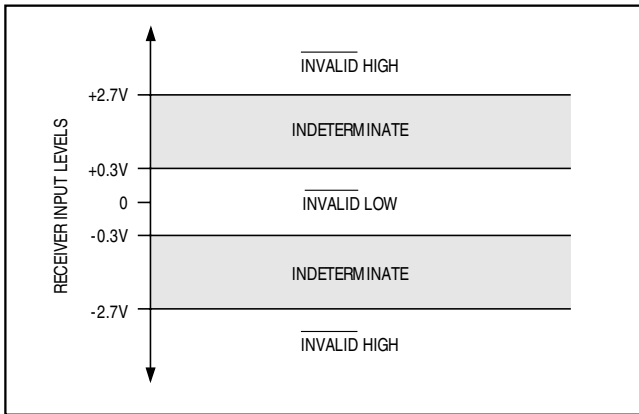 INVALID HIGH
+2.7V
INDETERMINATE
+0.3V
RECEIVER INPUT LEVELS
0
INVALID LOW
-0.3V
INDETERMINATE
-2.7V
INVALID HIGH